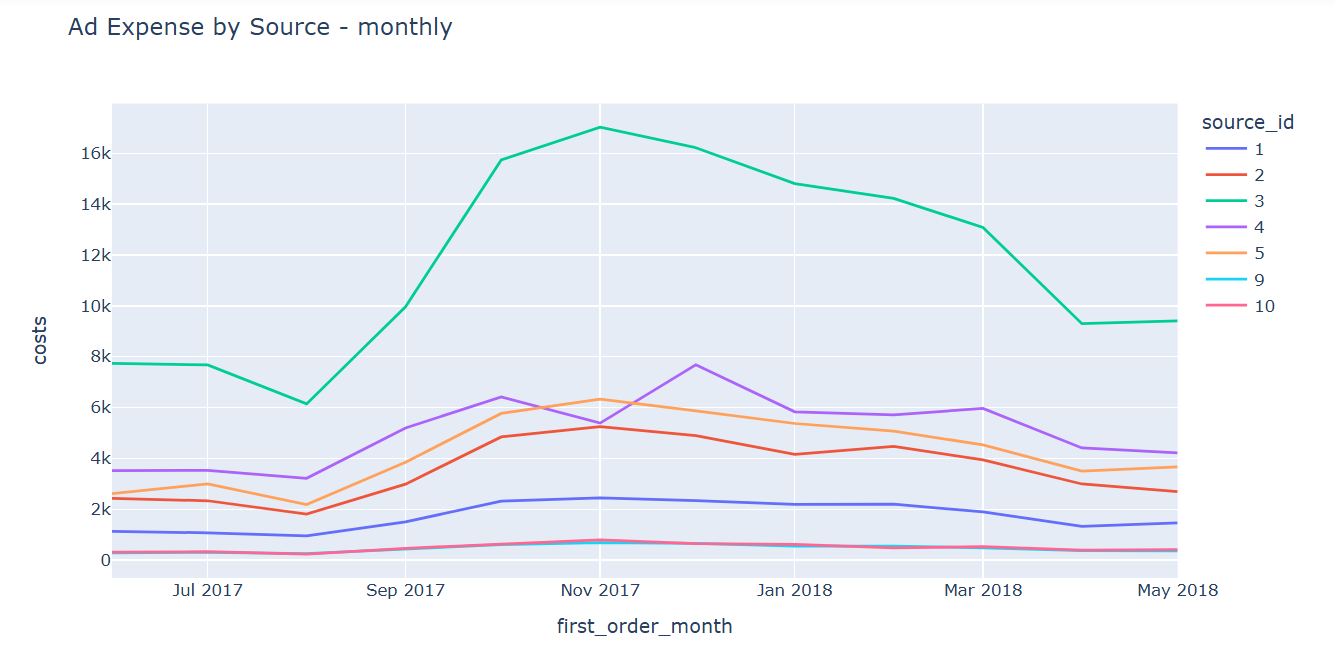 Ad Expense by Source - monthly
source_id
1
2
3
4
5
9
10
16k
14k
12k
10k
8k
6k
4k
2k
0
costs
Jul 2017
Sep 2017
Nov 2017
Jan 2018
Mar 2018
May 2018
first_order_month